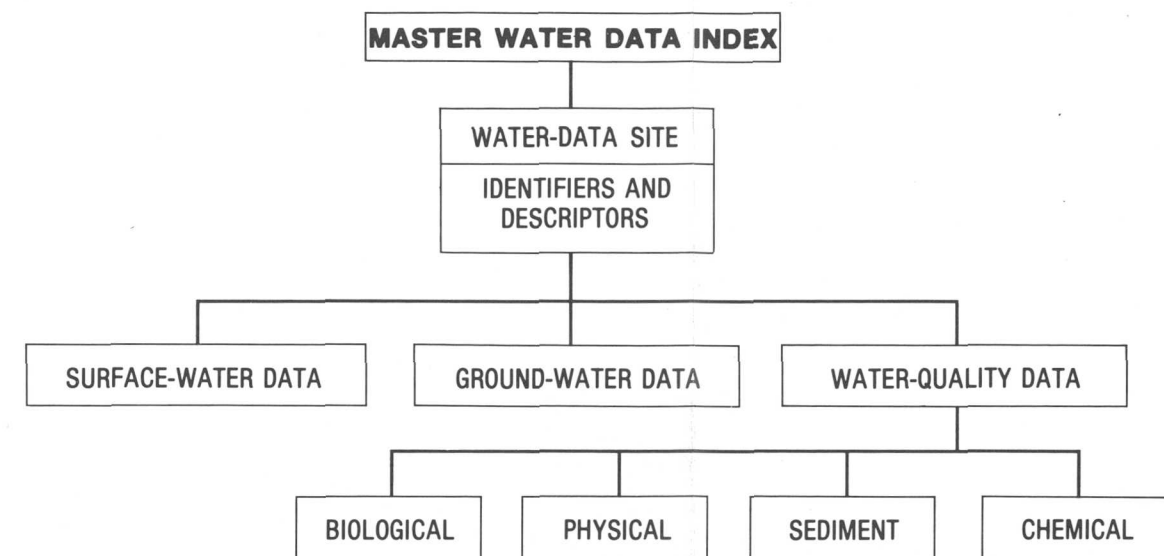 MASTER WATER DATA INDEX
WATER-DATA SITE
IDENTIFIERS AND
DESCRIPTORS
SURFACE-WATER DATA
GROUND-WATER DATA
WATER-QUALITY DATA
BIOLOGICAL
PHYSICAL
SEDIMENT
CHEMICAL